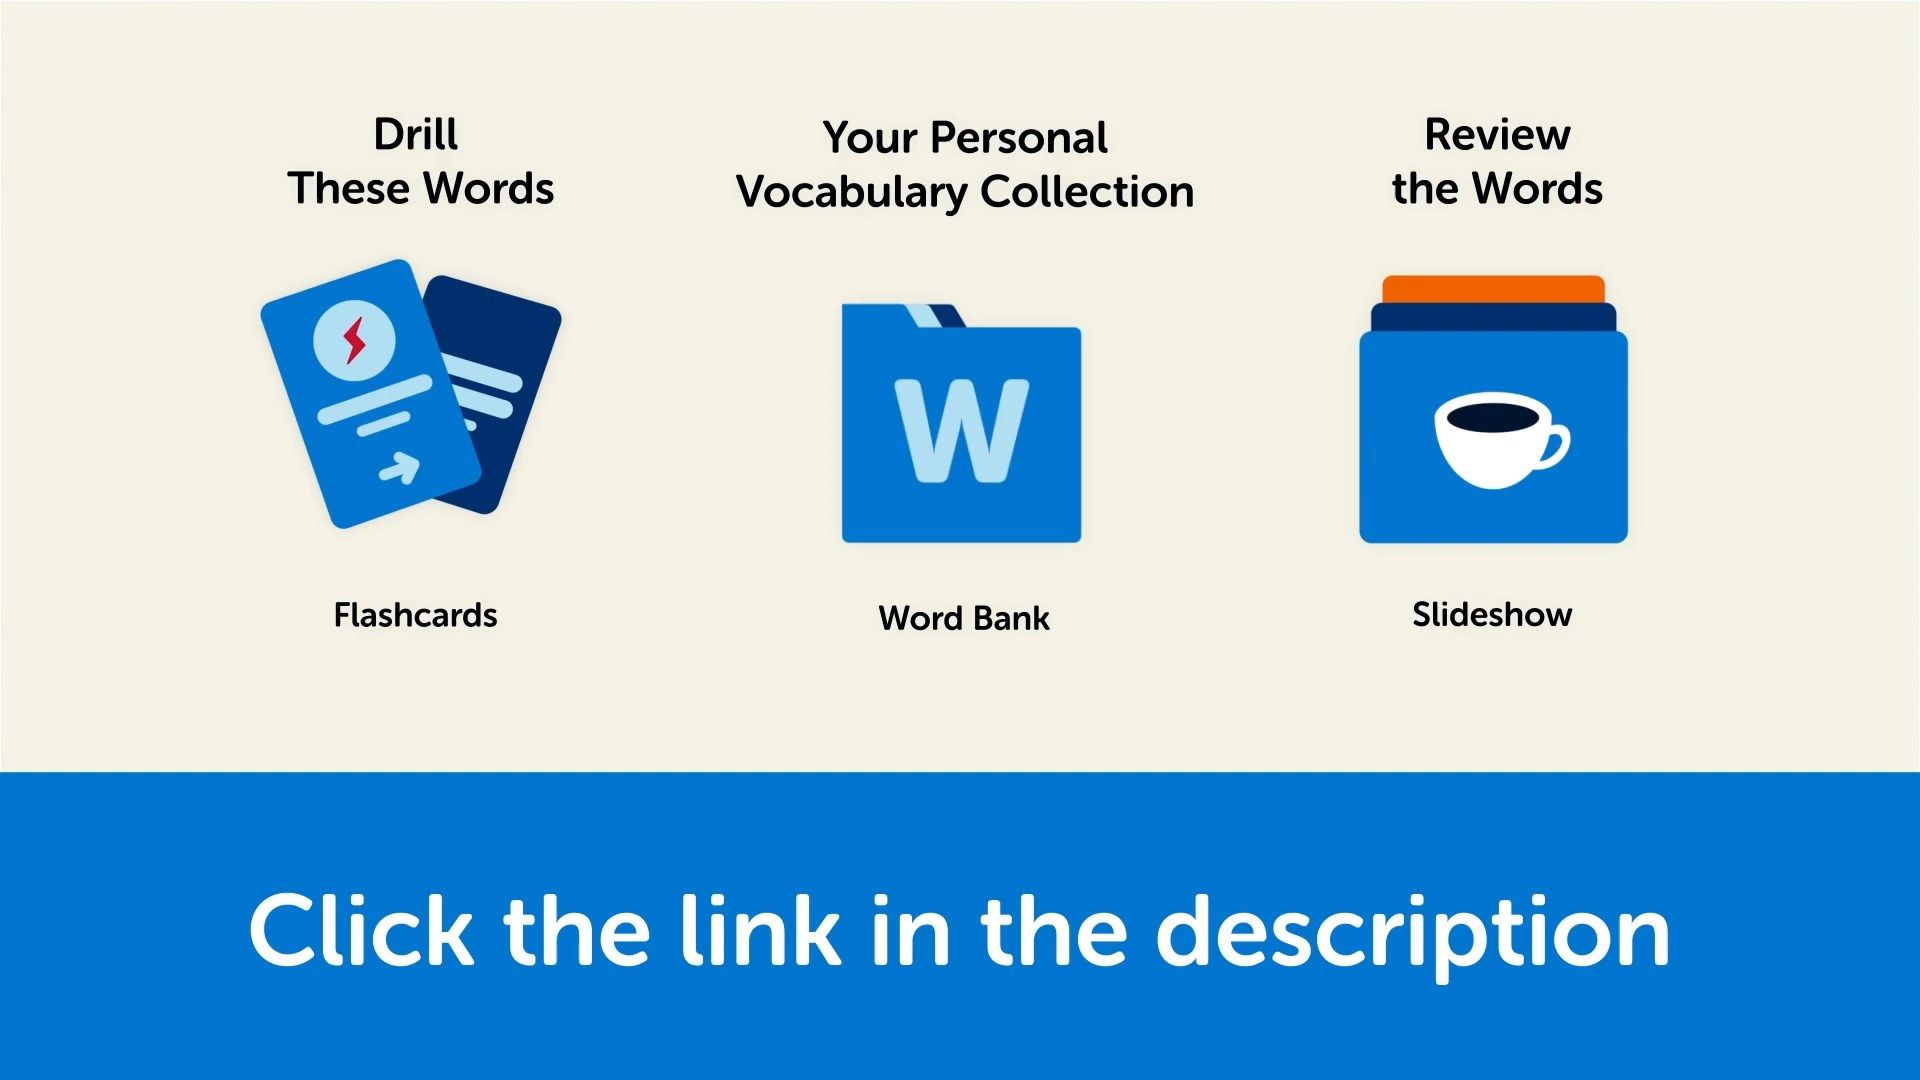 Drill
These Words
Flashcards
Your Personal
Vocabulary Collection
W
Word Bank
Review
the Words
Slideshow
Click the link in the description